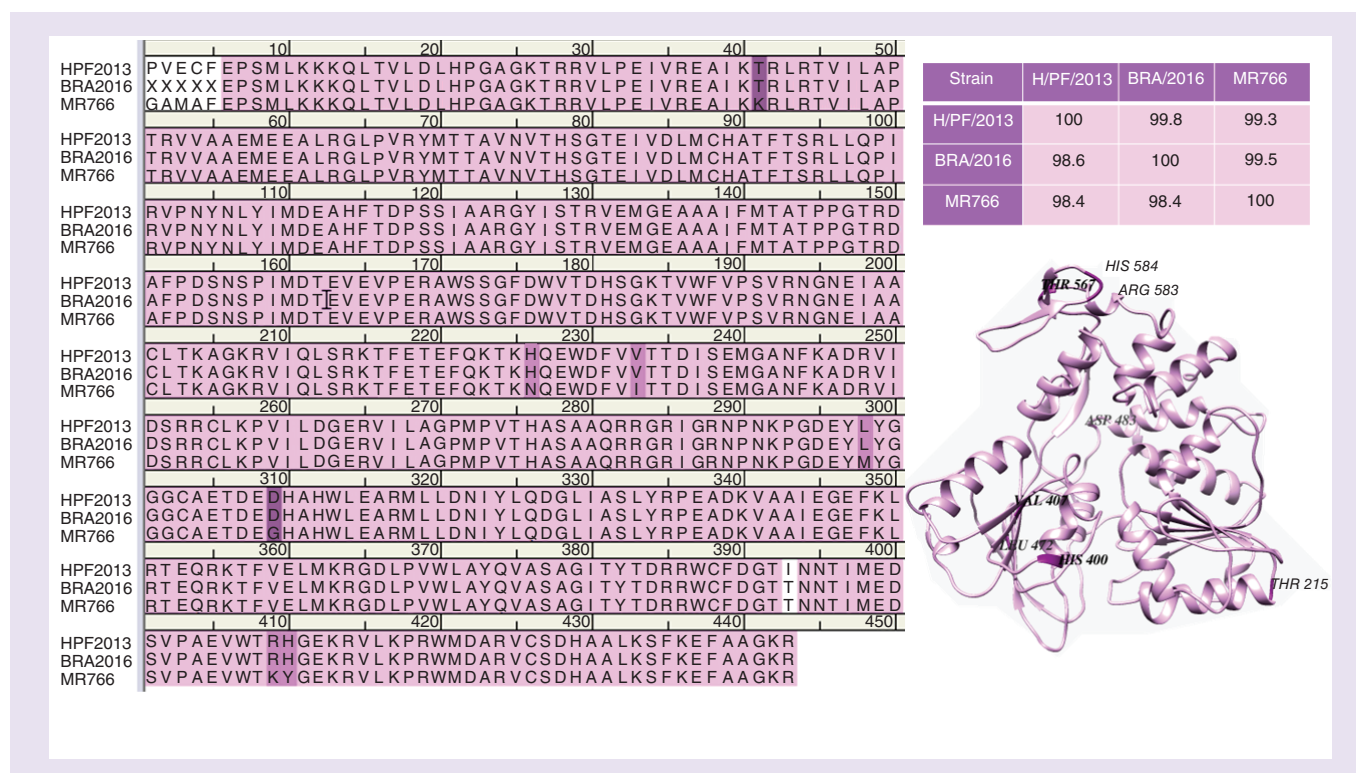 10 20 30 40 50
HPF2013 PVECFEPSMLKKKQLTVLDLHPGAGKTRRVLPEIVREAIKTRLRTVILAP
BRA2016 XXXXXEPSMLKKKQLTVLDLHPGAGKTRRVLPEIVREAIKTRLRTVILAP
MR766 GAMAFEPSMLKKKQLTVLDLHPGAGKTRRVLPEIVREAIKKRLRTVILAP
60 70 80 90 100
HPF2013 TRVVAAEMEEALRGLPVRYMTTAVNVTHSGTEIVDLMCHATFTSRLLQPI
BRA2016 TRVVAAEMEEALRGLPVRYMTTAVNVTHSGTEIVDLMCHATFTSRLLQPI
MR766 TRVVAAEMEEALRGLPVRYMTTAVNVTHSGTEIVDLMCHATFTSRLLQPI
110 120 130 140 150
HPF2013 RVPNYNLYIMDEAHFTDPSSIAARGYISTRVEMGEAAAIFMTATPPGTRD
BRA2016 RVPNYNLYIMDEAHFTDPSSIAARGYISTRVEMGEAAAIFMTATPPGTRD
MR766 RVPNYNLYIMDEAHFTDPSSIAARGYISTRVEMGEAAAIFMTATPPGTRD
160 170 180 190 200
HPF2013 AFPDSNSPIMDTEVEVPERAWSSGFDWVTDHSGKTVWFVPSVRNGNEIAA
BRA2016 AFPDSNSPIMDTEVEVPERAWSSGFDWVTDHSGKTVWFVPSVRNGNEIAA
MR766 AFPDSNSPIMDTEVEVPERAWSSGFDWVTDHSGKTVWFVPSVRNGNEIAA
210 220 230 240 250
HPF2013 CLTKAGKRVIQLSRKTFETEFQKTKHQEWDFVVTTDISEMGANFKADRVI
BRA2016 CLTKAGKRVIQLSRKTFETEFQKTKHQEWDFVVTTDISEMGANFKADRVI
MR766 CLTKAGKRVIQLSRKTFETEFQKTKNQEWDFVITTDISEMGANFKADRVI
260 270 280 290 300
HPF2013 DSRRCLKPVILDGERVILAGPMPVTHASAAQRRGRIGRNPNKPGDEYLYG
BRA2016 DSRRCLKPVILDGERVILAGPMPVTHASAAQRRGRIGRNPNKPGDEYLYG
MR766 DSRRCLKPVILDGERVILAGPMPVTHASAAQRRGRIGRNPNKPGDEYMYG
310 320 330 340 350
HPF2013 GGCAETDEDHAHWLEARMLLDNIYLQDGLIASLYRPEADKVAAIEGEFKL
BRA2016 GGCAETDEDHAHWLEARMLLDNIYLQDGLIASLYRPEADKVAAIEGEFKL
MR766 GGCAETDEGHAHWLEARMLLDNIYLQDGLIASLYRPEADKVAAIEGEFKL
360 370 380 390 400
HPF2013 RTEQRKTFVELMKRGDLPVWLAYQVASAGITYTDRRWCFDGTINNTIMED
BRA2016 RTEQRKTFVELMKRGDLPVWLAYQVASAGITYTDRRWCFDGTTNNTIMED
MR766 RTEQRKTFVELMKRGDLPVWLAYQVASAGITYTDRRWCFDGTTNNTIMED
410 420 430 440 450
HPF2013 SVPAEVWTRHGEKRVLKPRWMDARVCSDHAALKSFKEFAAGKR
BRA2016 SVPAEVWTRHGEKRVLKPRWMDARVCSDHAALKSFKEFAAGKR
MR766 SVPAEVWTKYGEKRVLKPRWMDARVCSDHAALKSFKEFAAGKR
Strain H/PF/2013 BRA/2016 MR766
H/PF/2013 100 99.8 99.3
BRA/2016 98.6 100 99.5
MR766 98.4 98.4 100
HIS 584
THR 567
ARG 583
ASP 483
VAL 407
LEU 472
HIS 400
THR 215